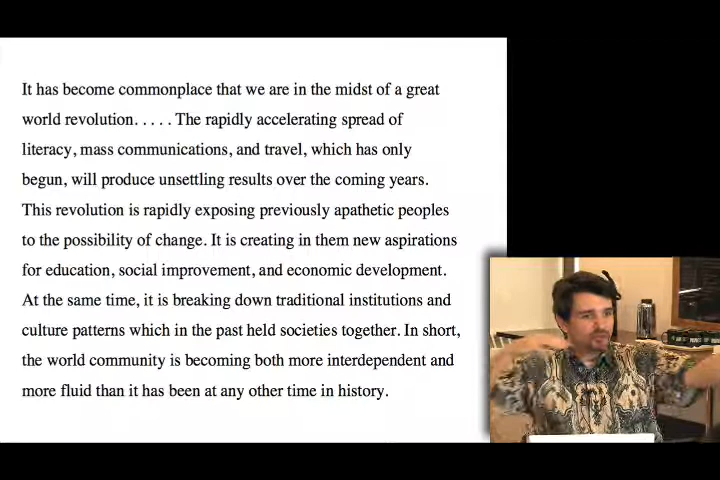 It has become commonplace that we are in the midst of a great
world revolution. . . . . The rapidly accelerating spread of
literacy, mass communications, and travel, which has only
begun, will produce unsettling results over the coming years.
This revolution is rapidly exposing previously apathetic peoples
to the possibility of change. It is creating in them new aspirations
for education, social improvement, and economic development.
At the same time, it is breaking down traditional institutions and
culture patterns which in the past held societies together. In short,
the world community is becoming both more interdependent and
more fluid than it has been at any other time in history.